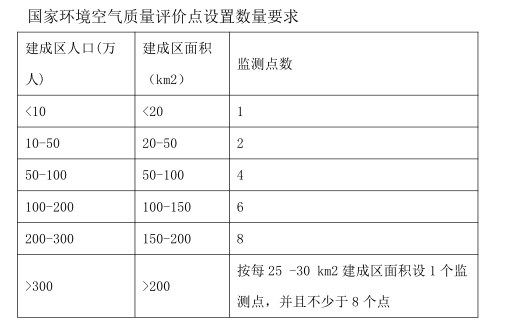 国家环境空气质量评价点设置数量要求
建成区人口(万人) 建成区面积（km2） 监测点数
<10 <20 1
10-50 20-50 2
50-100 50-100 4
100-200 100-150 6
200-300 150-200 8
>300 >200 按每 25 -30 km2 建成区面积设 1 个监
测点，并且不少于 8 个点